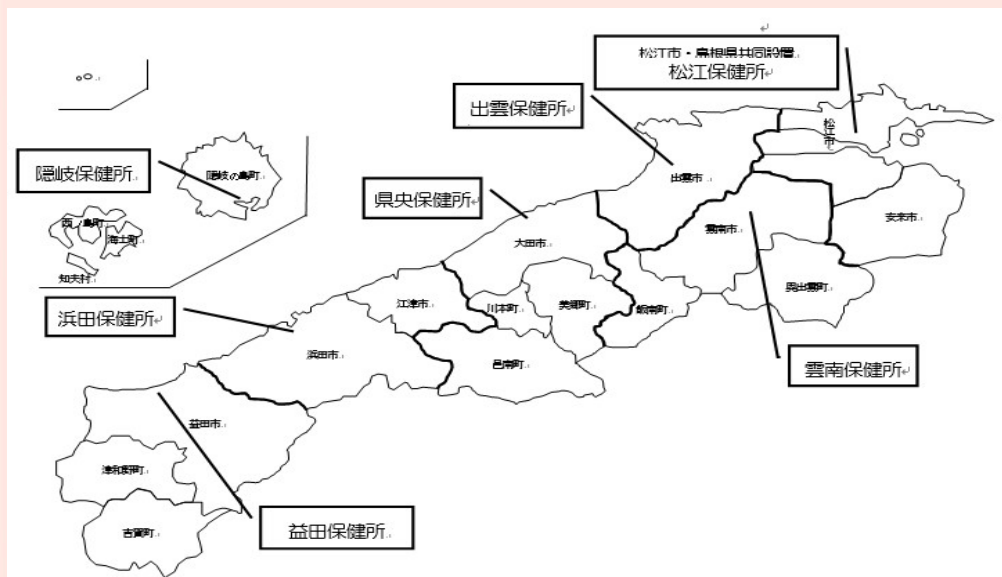 松江市・島根県共同設置
松江保健所
出雲保健所
松江市
隠岐保健所
隠岐の島町
出雲市
県央保健所
西ノ島町
海士町
大田市
雲南市
安来市
知夫村
奥出雲町
江津市
川本町
美郷町
飯南町
浜田保健所
浜田市
邑南町
雲南保健所
益田市
津和野町
吉賀町
益田保健所